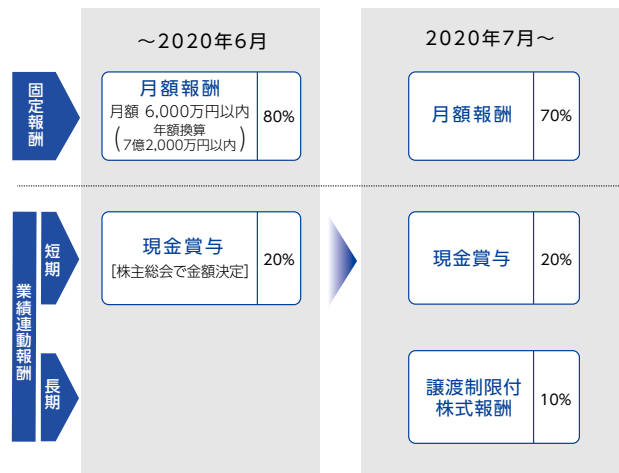 ～2020年6月
2020年7月～
固定報酬
月額報酬
月額 6,000万円以内
(年額換算
7億2,000万円以内)
80%
月額報酬
70%
業績連動報酬
短期
現金賞与
[株主総会で金額決定]
20%
現金賞与
20%
長期
譲渡制限付
株式報酬
10%